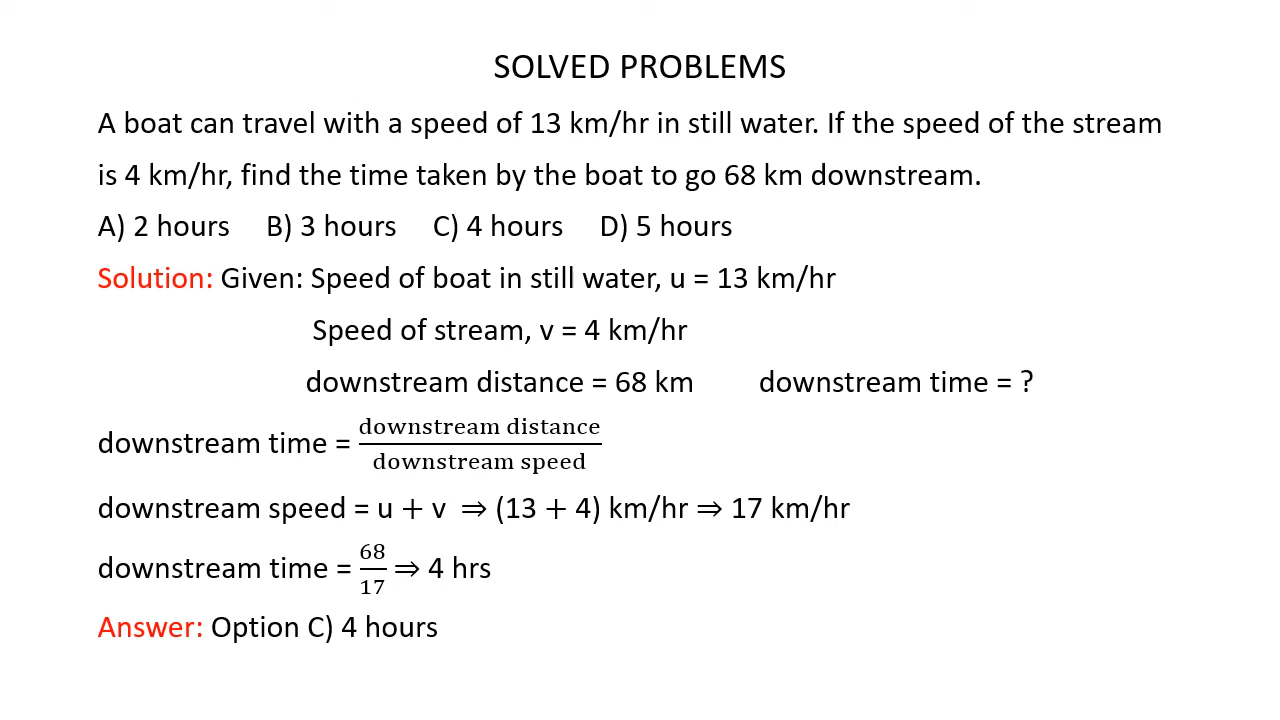 SOLVED PROBLEMS
A boat can travel with a speed of 13 km/hr in still water. If the speed of the stream
is 4 km/hr, find the time taken by the boat to go 68 km downstream.
A) 2 hours B) 3 hours C) 4 hours D) 5 hours
Solution: Given: Speed of boat in still water, u = 13 km/hr
Speed of stream, v = 4 km/hr
downstream distance = 68 km downstream time = ?
downstream time = downstream distance / downstream speed
downstream speed = u + v ⇒ (13 + 4) km/hr ⇒ 17 km/hr
downstream time = 68/17 ⇒ 4 hrs
Answer: Option C) 4 hours